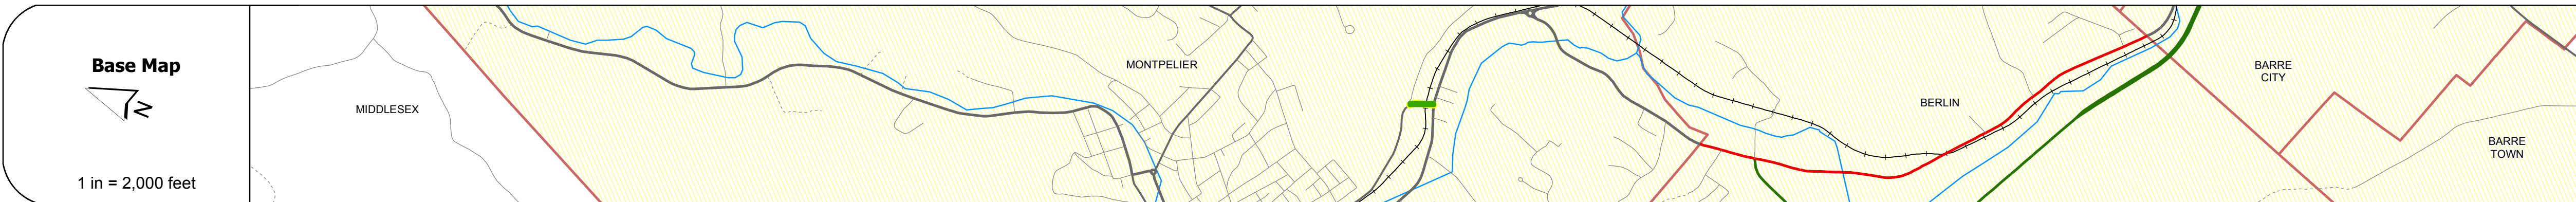 Base Map
N
1 in = 2,000 feet
MIDDLESEX
MONTPELIER
BERLIN
BARRE
CITY
BARRE
TOWN